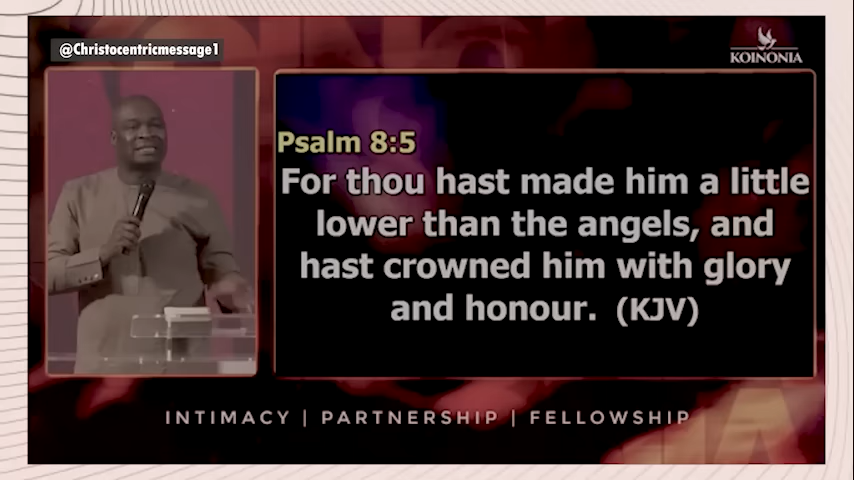 @Christocentricmessage1
KOINONIA
Psalm 8:5
For thou hast made him a little
lower than the angels, and
hast crowned him with glory
and honour. (KJV)
INTIMACY | PARTNERSHIP | FELLOWSHIP